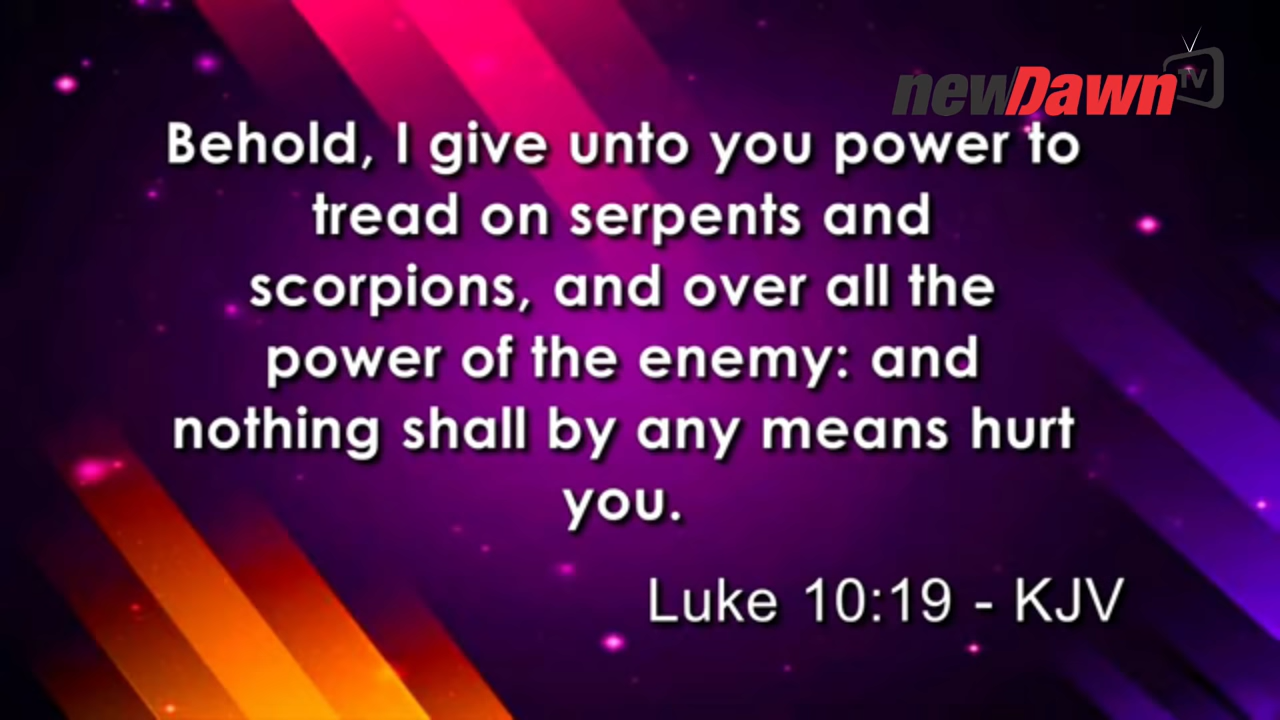 newDawn TV
Behold, I give unto you power to
tread on serpents and
scorpions, and over all the
power of the enemy: and
nothing shall by any means hurt
you.
Luke 10:19 - KJV